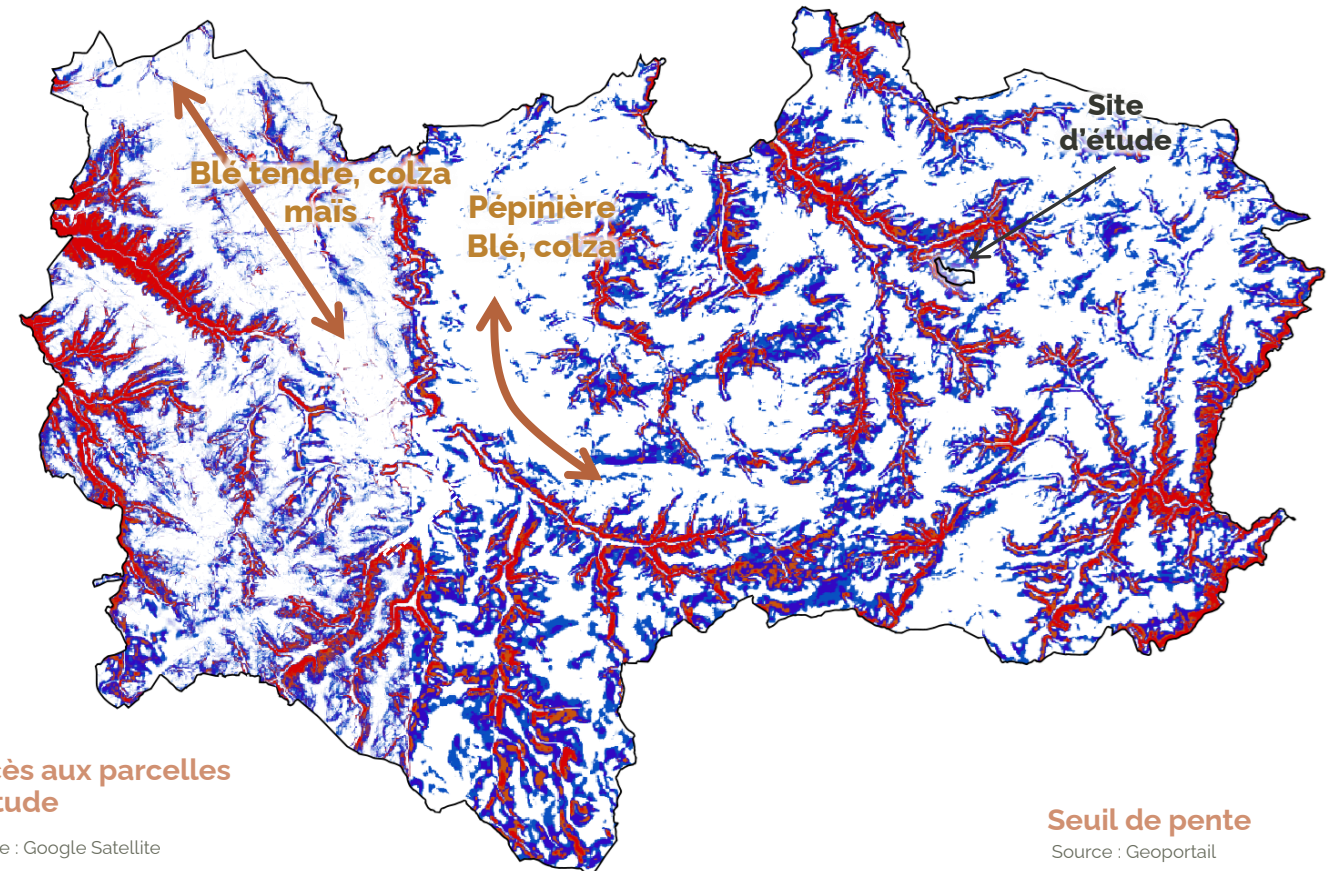 Site
d'étude
Blé tendre, colza
maïs
Pépinière
Blé, colza
cès aux parcelles
tude
e : Google Satellite
Seuil de pente
Source : Geoportail